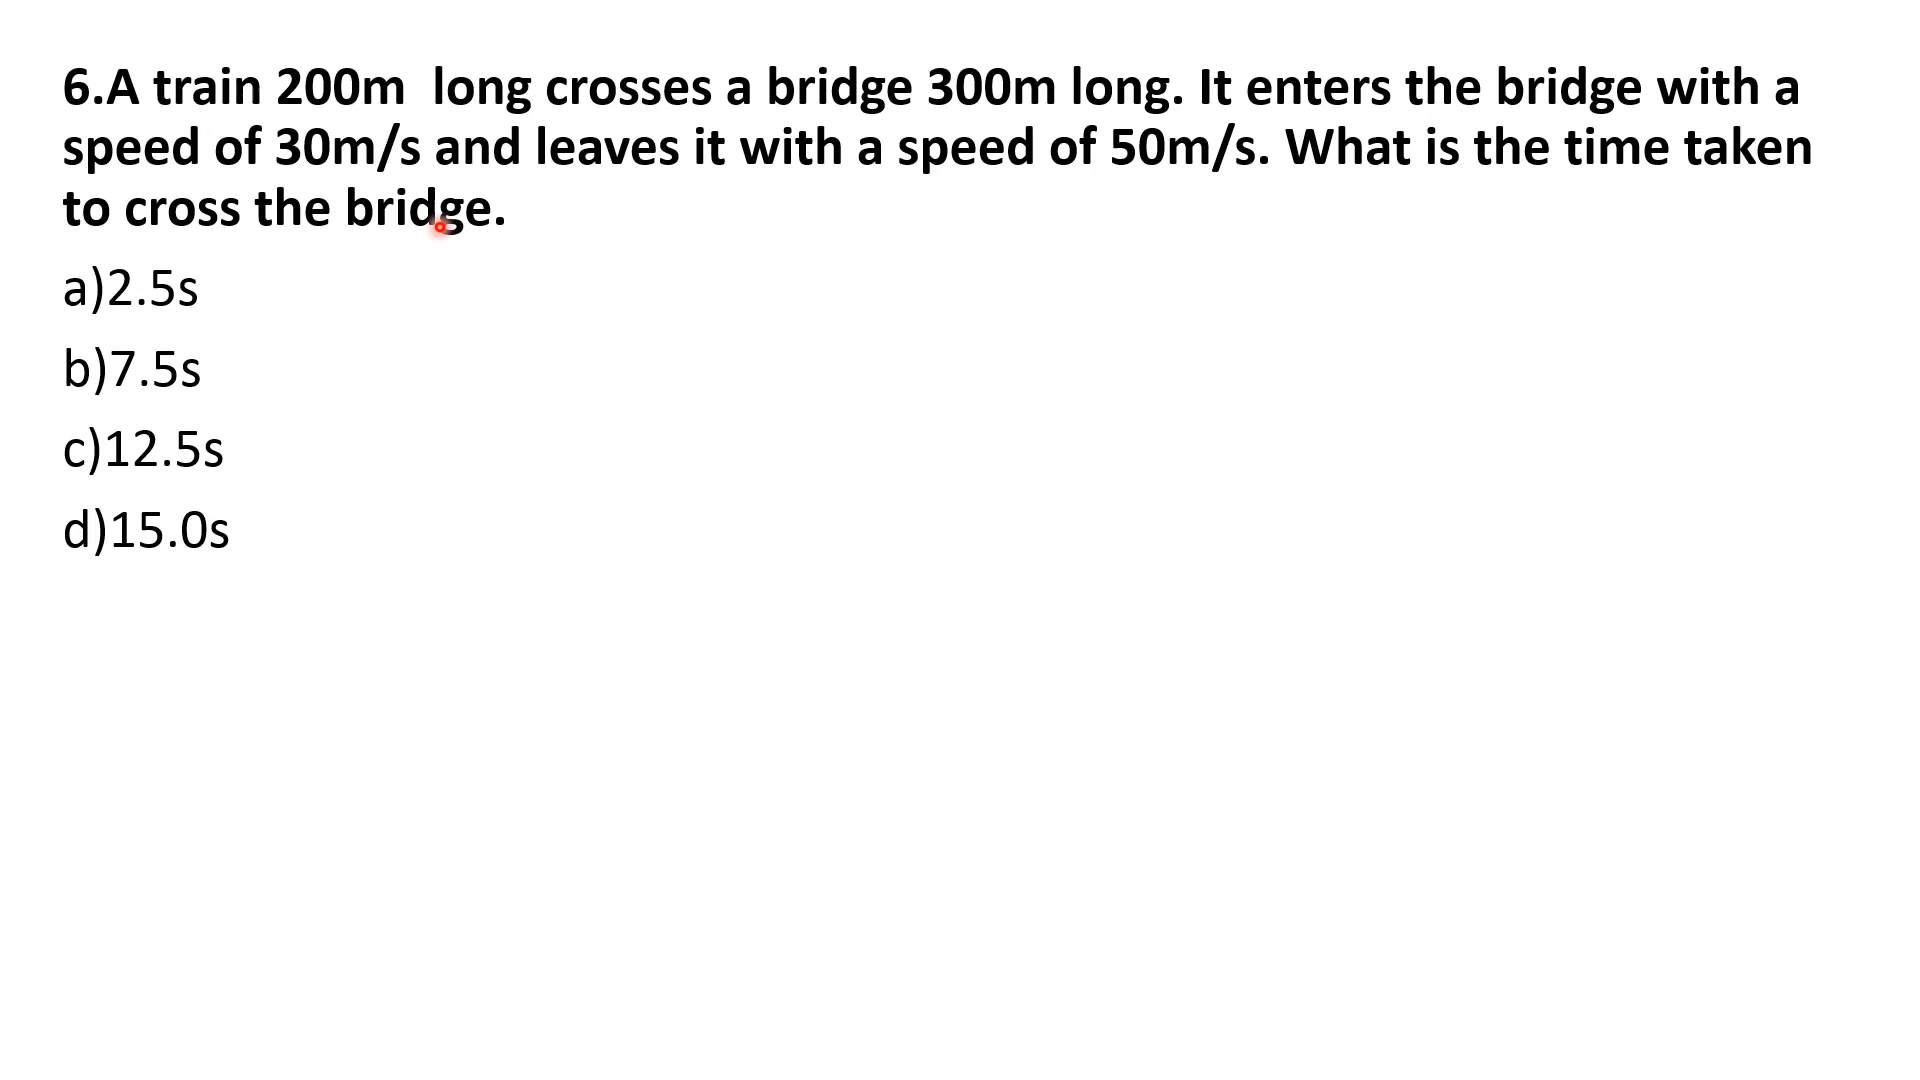 6.A train 200m  long crosses a bridge 300m long. It enters the bridge with a
speed of 30m/s and leaves it with a speed of 50m/s. What is the time taken
to cross the bridge.
a)2.5s
b)7.5s
c)12.5s
d)15.0s